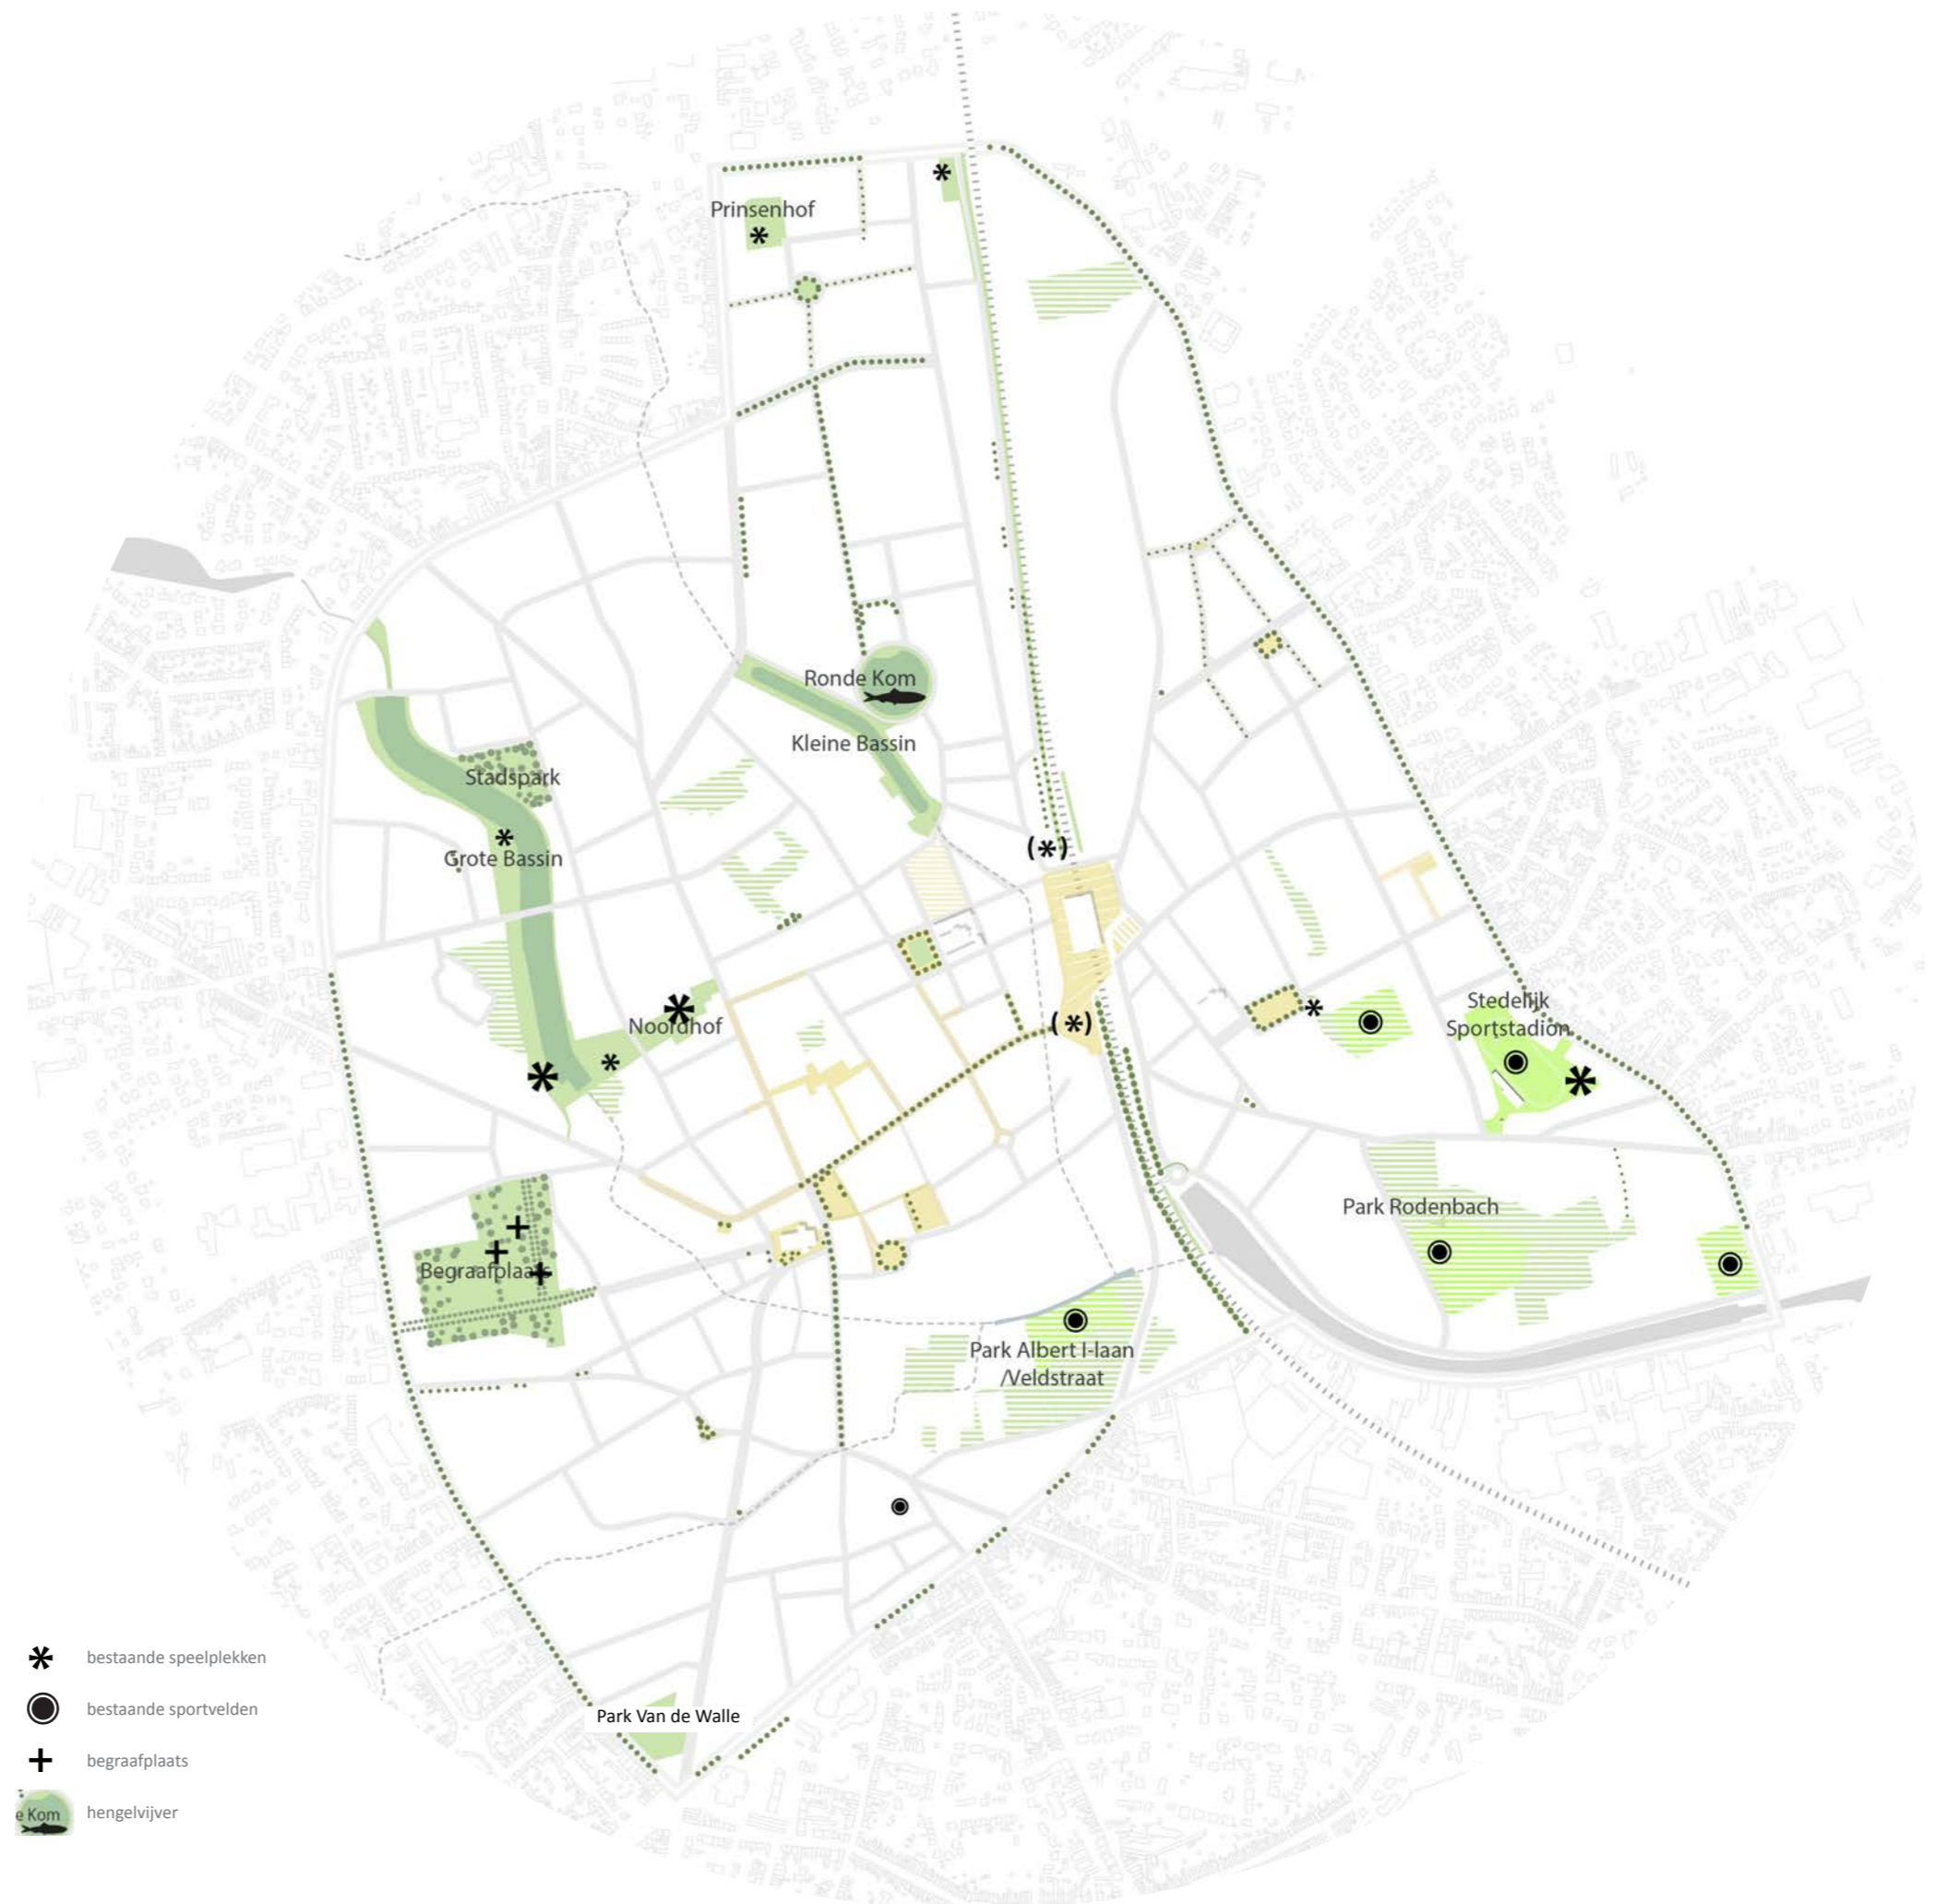 Prinsenhof
Ronde Kom
Kleine Bassin
Stadspark
Grote Bassin
Noordhof
Stedelijk
Sportstadion
Park Rodenbach
Begraafplaats
Park Albert I-laan
/Veldstraat
Park Van de Walle
bestaande speelplekken
bestaande sportvelden
begraafplaats
e Kom
hengelvijver